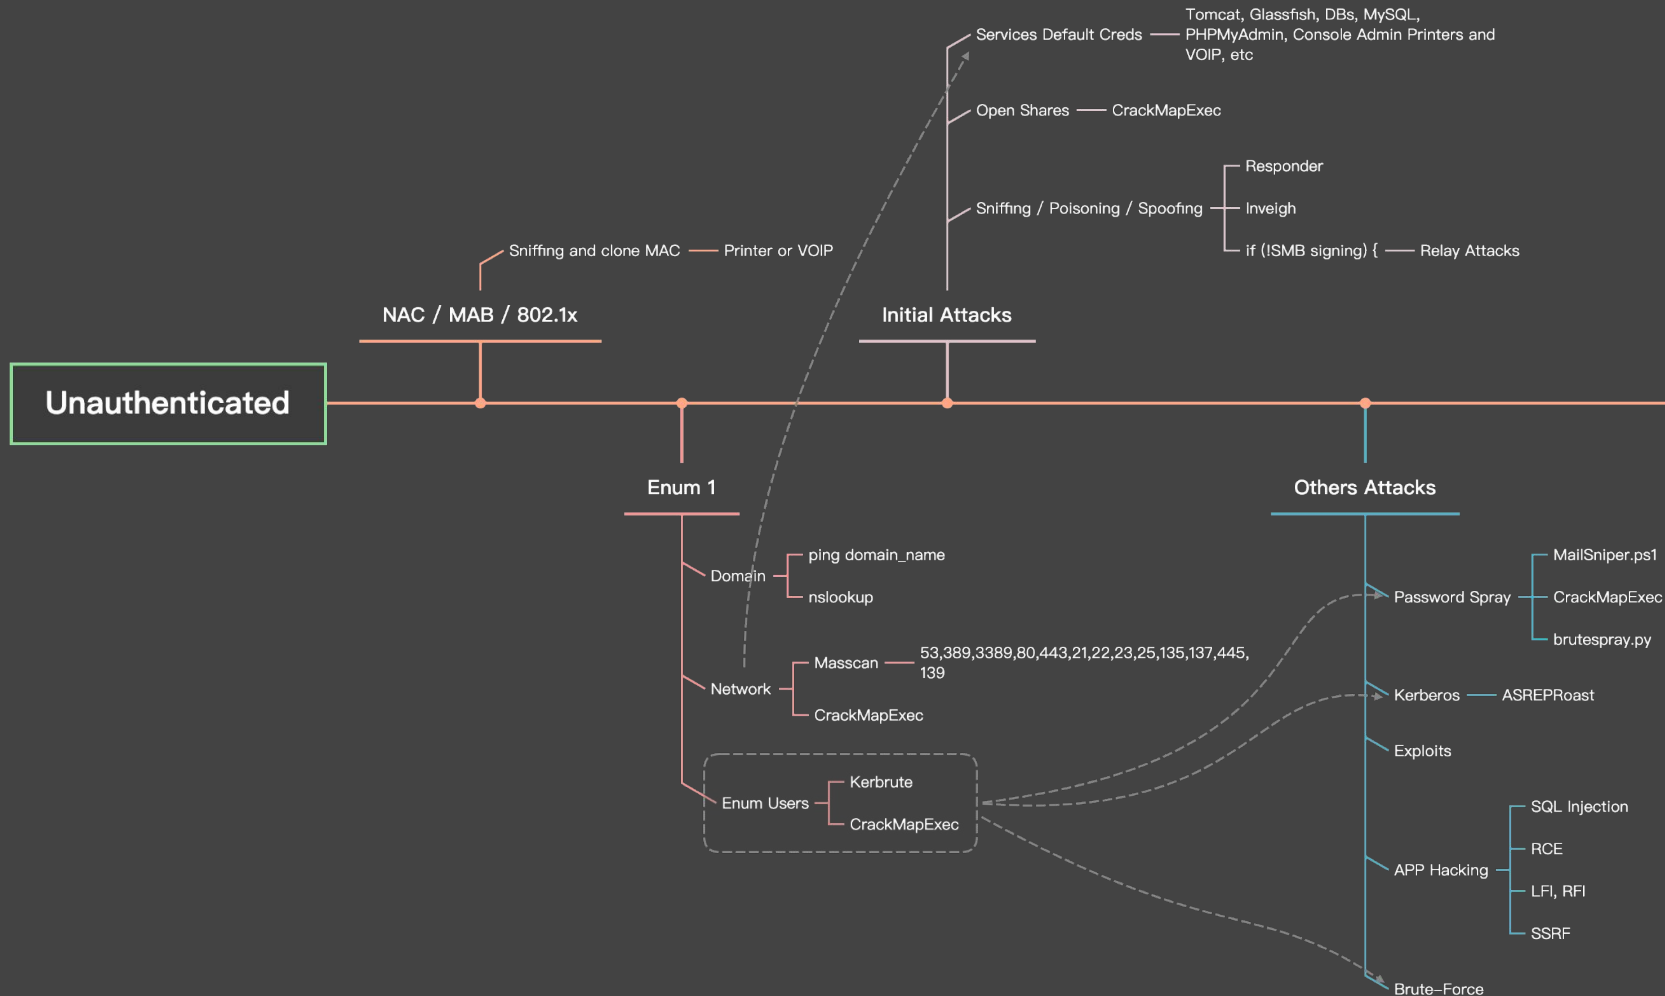 Services Default Creds
Tomcat, Glassfish, DBs, MySQL,
PHPMyAdmin, Console Admin Printers and
VOIP, etc
Open Shares
CrackMapExec
Sniffing / Poisoning / Spoofing
Responder
Inveigh
if (!SMB signing) {
Relay Attacks
Sniffing and clone MAC
Printer or VOIP
NAC / MAB / 802.1x
Initial Attacks
Unauthenticated
Enum 1
Domain
ping domain_name
nslookup
Network
Masscan
53,389,3389,80,443,21,22,23,25,135,137,445,
139
CrackMapExec
Enum Users
Kerbrute
CrackMapExec
Others Attacks
Password Spray
MailSniper.ps1
CrackMapExec
brutespray.py
Kerberos
ASREPRoast
Exploits
APP Hacking
SQL Injection
RCE
LFI, RFI
SSRF
Brute-Force